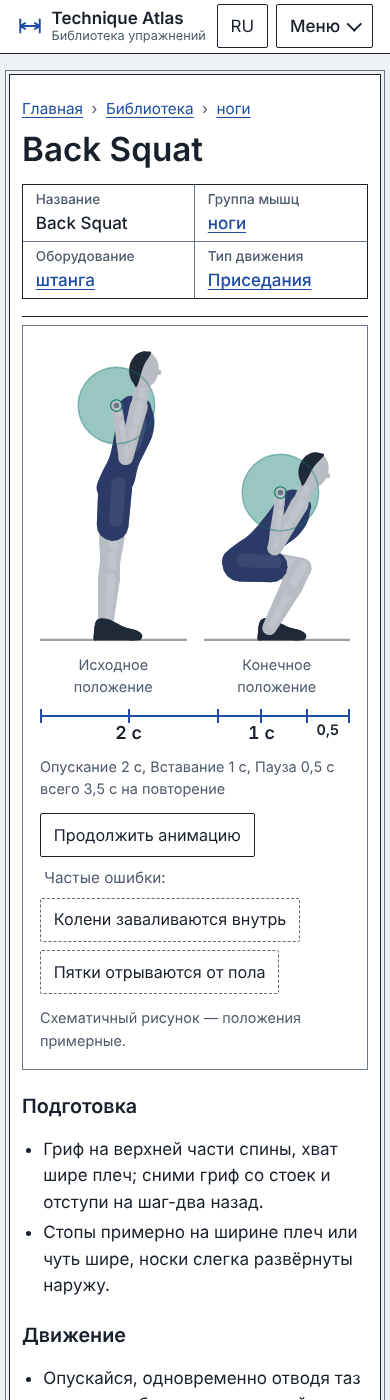 Technique Atlas
Библиотека упражнений
RU
Меню
Главная › Библиотека › ноги
Back Squat
Название
Back Squat
Группа мышц
ноги
Оборудование
штанга
Тип движения
Приседания
Исходное
положение
Конечное
положение
2 с
1 с
0,5
Опускание 2 с, Вставание 1 с, Пауза 0,5 с
всего 3,5 с на повторение
Продолжить анимацию
Частые ошибки:
Колени заваливаются внутрь
Пятки отрываются от пола
Схематичный рисунок — положения
примерные.
Подготовка
• Гриф на верхней части спины, хват
шире плеч; сними гриф со стоек и
отступи на шаг-два назад.
• Стопы примерно на ширине плеч или
чуть шире, носки слегка развёрнуты
наружу.
Движение
• Опускайся, одновременно отводя таз